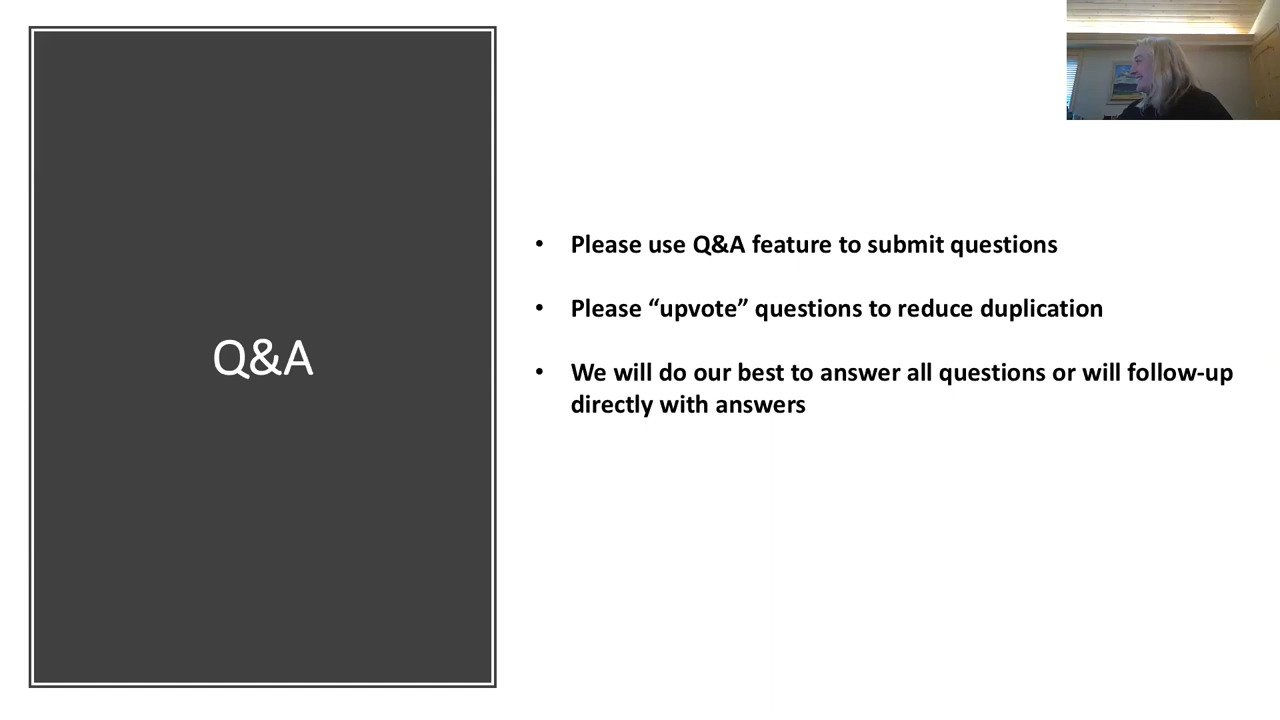 Q&A
• Please use Q&A feature to submit questions
• Please “upvote” questions to reduce duplication
• We will do our best to answer all questions or will follow-up
directly with answers